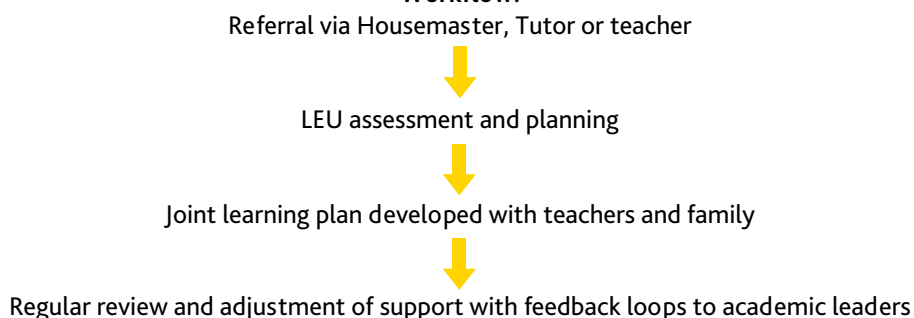 Referral via Housemaster, Tutor or teacher
LEU assessment and planning
Joint learning plan developed with teachers and family
Regular review and adjustment of support with feedback loops to academic leaders